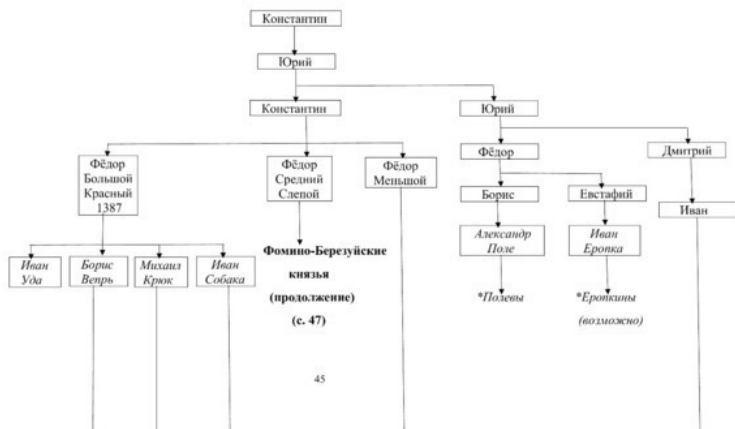 Константин
Юрий
Константин
Юрий
Фёдор
Большой
Красный
1387
Фёдор
Средний
Слепой
Фёдор
Меньшой
Фёдор
Дмитрий
Борис
Евстафий
Иван
Александр
Поле
Иван
Еропка
Иван
Уда
Борис
Вепрь
Михаил
Крюк
Иван
Собака
Фомино-Березуйские
князья
(продолжение)
(с. 47)
*Полевы
*Еропкины
(возможно)
45